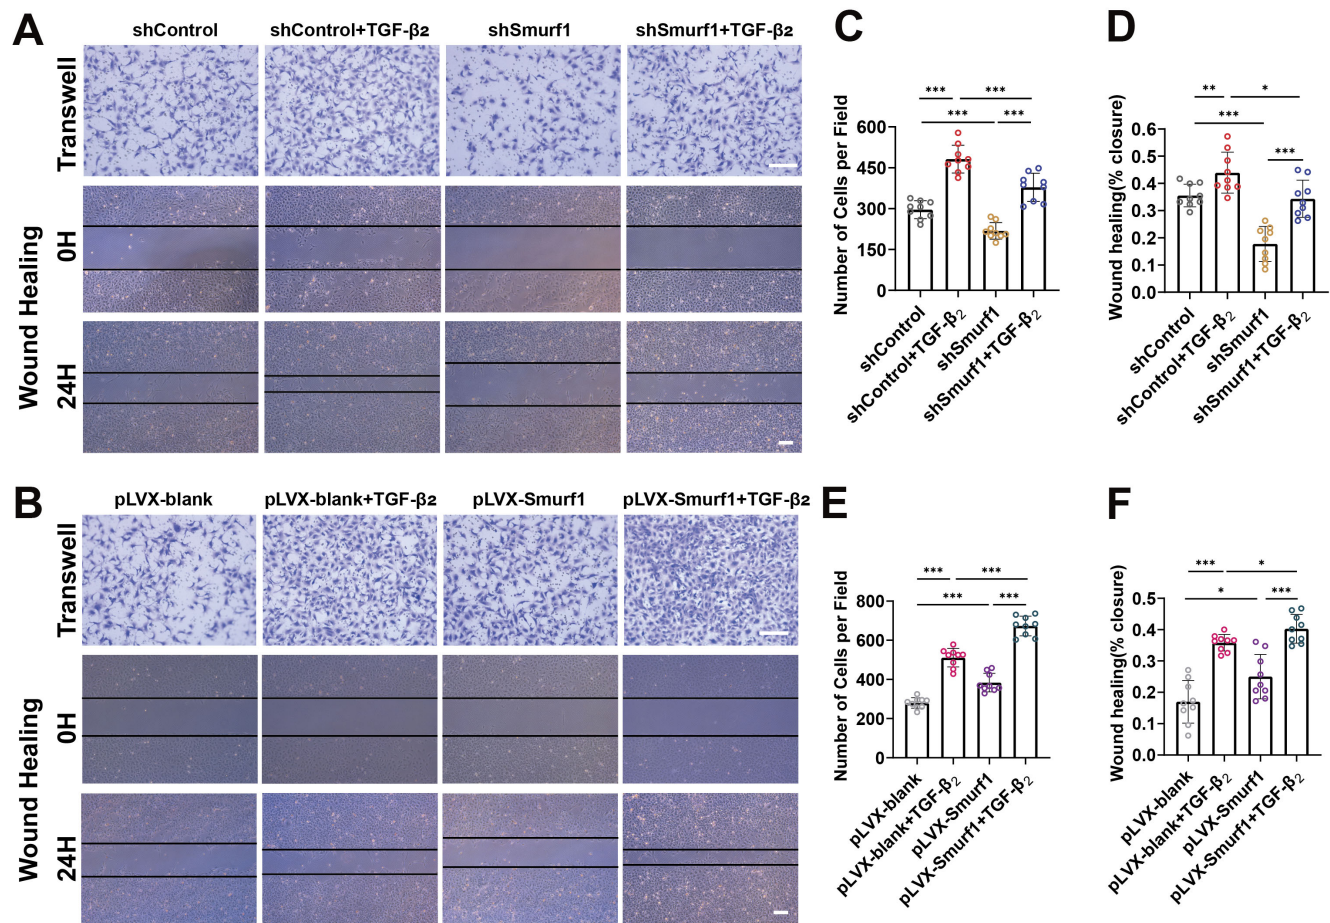 A
shControl
shControl+TGF-β2
shSmurf1
shSmurf1+TGF-β2
Transwell
Wound Healing
0H
24H
B
pLVX-blank
pLVX-blank+TGF-β2
pLVX-Smurf1
pLVX-Smurf1+TGF-β2
Transwell
Wound Healing
0H
24H
C
*** ***
*** ***
Number of Cells per Field
600
450
300
150
0
shControl
shControl+TGF-β2
shSmurf1
shSmurf1+TGF-β2
D
** *
***
***
Wound healing(% closure)
0.6
0.5
0.4
0.3
0.2
0.1
0.0
shControl
shControl+TGF-β2
shSmurf1
shSmurf1+TGF-β2
E
*** ***
*** ***
Number of Cells per Field
800
600
400
200
0
pLVX-blank
pLVX-blank+TGF-β2
pLVX-Smurf1
pLVX-Smurf1+TGF-β2
F
*** *
* ***
Wound healing(% closure)
0.5
0.4
0.3
0.2
0.1
0.0
pLVX-blank
pLVX-blank+TGF-β2
pLVX-Smurf1
pLVX-Smurf1+TGF-β2